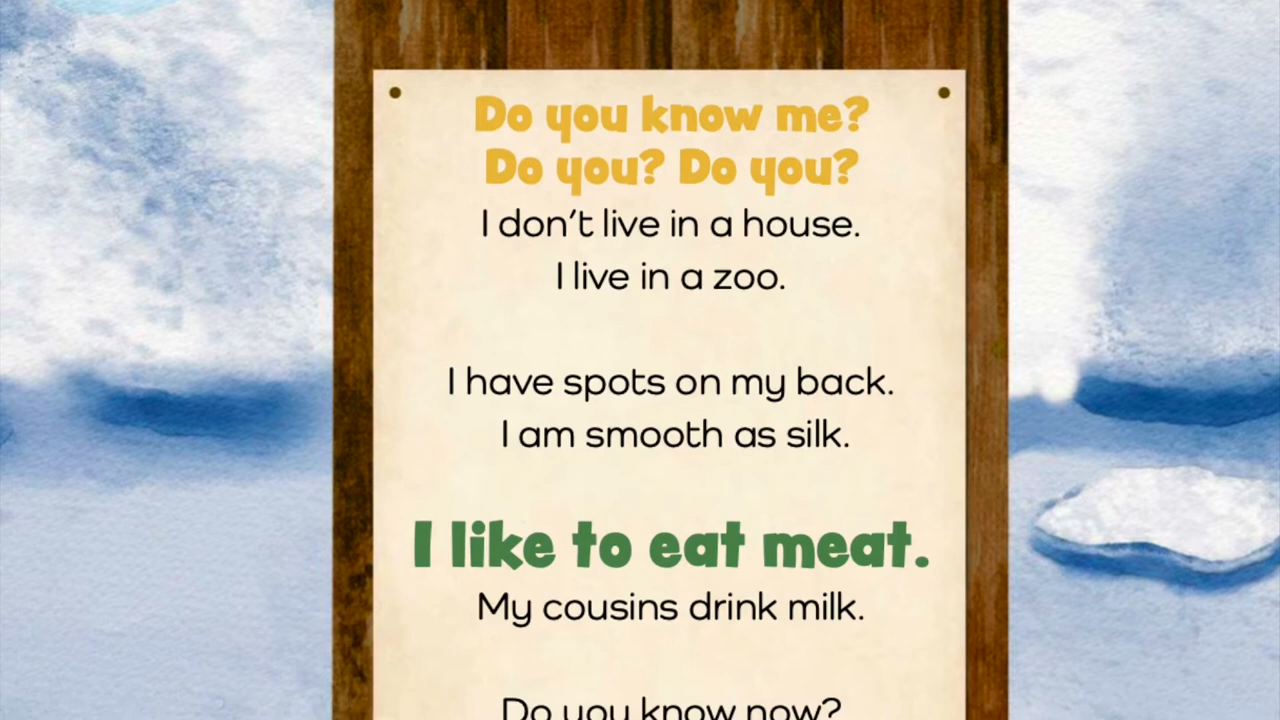 Do you know me?
Do you? Do you?
I don't live in a house.
I live in a zoo.
I have spots on my back.
I am smooth as silk.
I like to eat meat.
My cousins drink milk.
Do you know now?